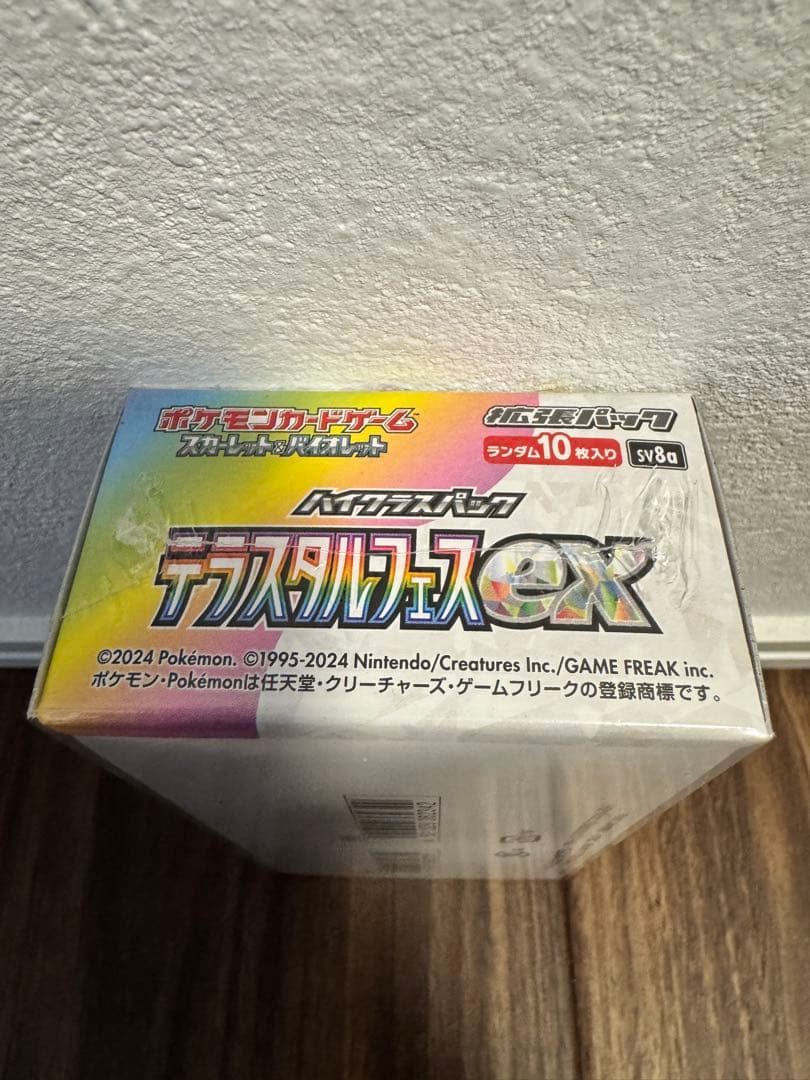 ポケモンカードゲーム
スカーレット&バイオレット
拡張パック
ランダム10枚入り
SV8a
ハイクラスパック
テラスタルフェスex
©2024 Pokémon. ©1995-2024 Nintendo/Creatures Inc./GAME FREAK inc.
ポケモン・Pokémonは任天堂・クリーチャーズ・ゲームフリークの登録商標です。